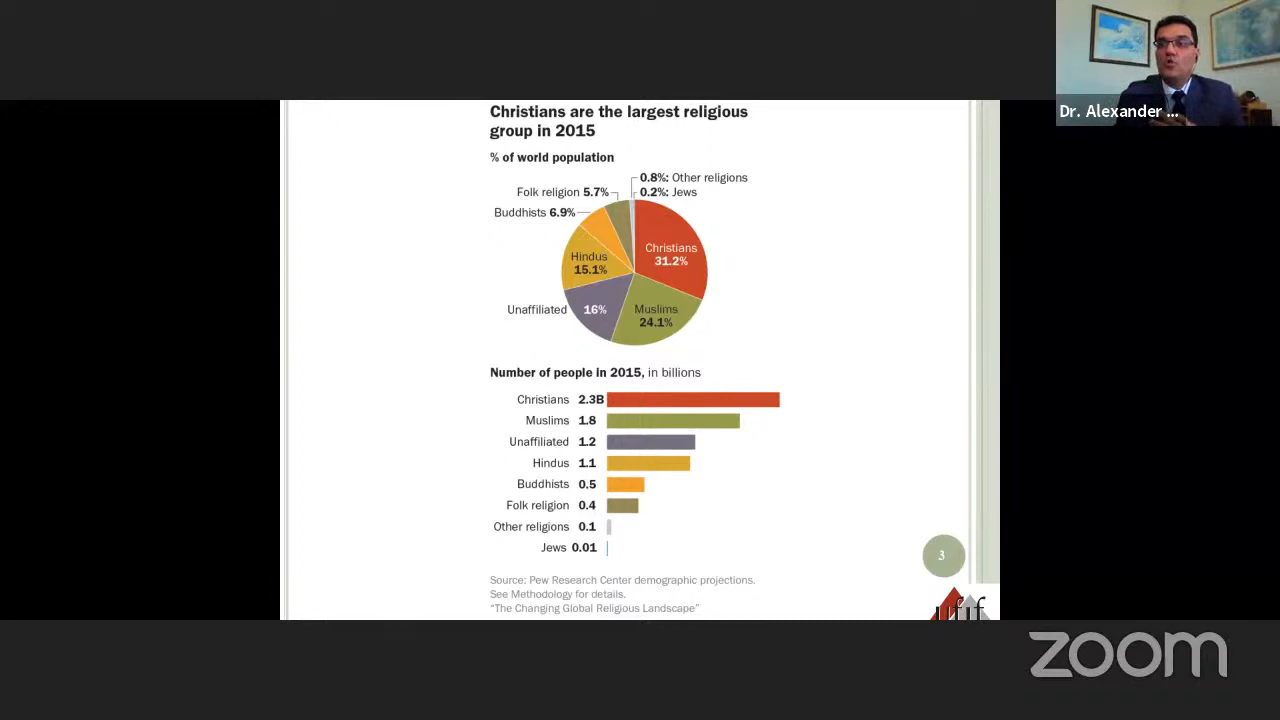 Dr. Alexander ...
Christians are the largest religious
group in 2015
% of world population
0.8%: Other religions
Folk religion 5.7%
0.2%: Jews
Buddhists 6.9%
Christians
31.2%
Hindus
15.1%
Unaffiliated 16%
Muslims
24.1%
Number of people in 2015, in billions
Christians 2.3B
Muslims 1.8
Unaffiliated 1.2
Hindus 1.1
Buddhists 0.5
Folk religion 0.4
Other religions 0.1
Jews 0.01
3
Source: Pew Research Center demographic projections.
See Methodology for details.
"The Changing Global Religious Landscape"
zoom